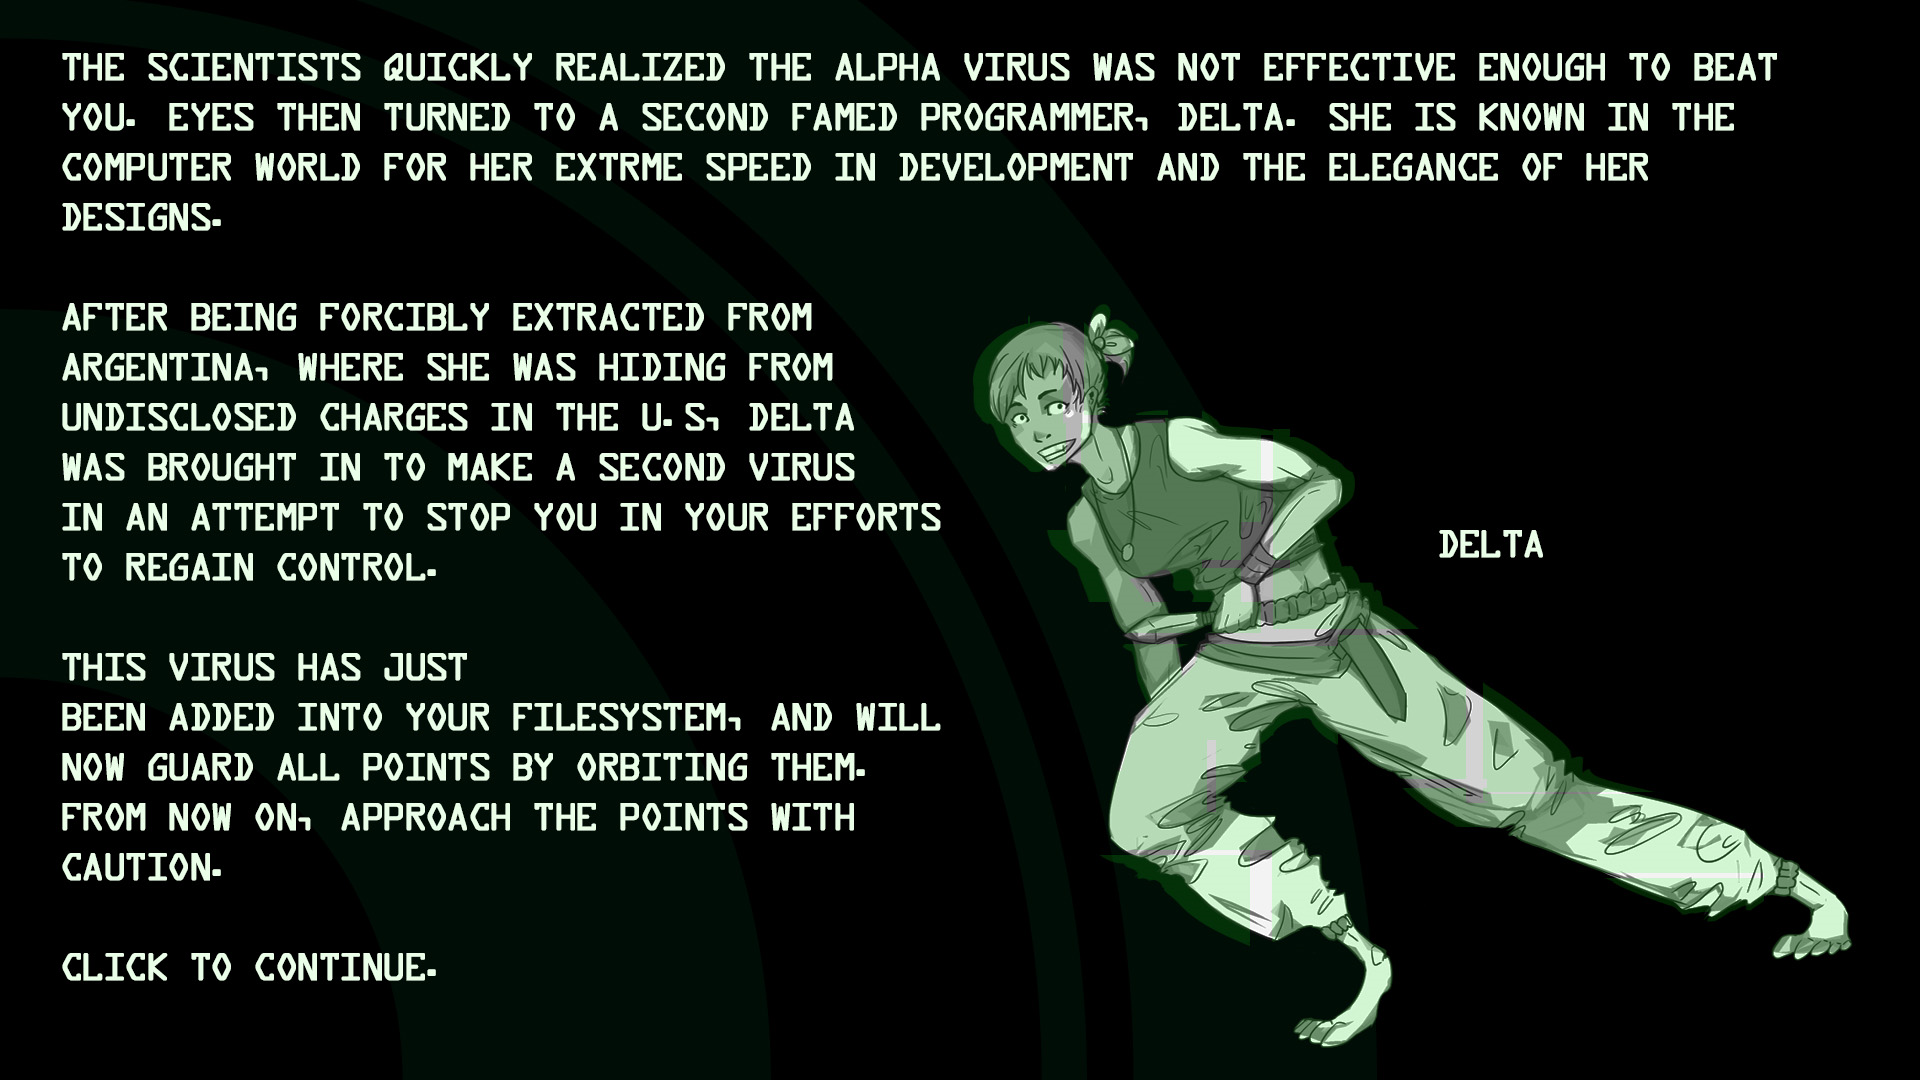 THE SCIENTISTS QUICKLY REALIZED THE ALPHA VIRUS WAS NOT EFFECTIVE ENOUGH TO BEAT
YOU. EYES THEN TURNED TO A SECOND FAMED PROGRAMMER, DELTA. SHE IS KNOWN IN THE
COMPUTER WORLD FOR HER EXTRME SPEED IN DEVELOPMENT AND THE ELEGANCE OF HER
DESIGNS.
AFTER BEING FORCIBLY EXTRACTED FROM
ARGENTINA, WHERE SHE WAS HIDING FROM
UNDISCLOSED CHARGES IN THE U.S, DELTA
WAS BROUGHT IN TO MAKE A SECOND VIRUS
IN AN ATTEMPT TO STOP YOU IN YOUR EFFORTS
TO REGAIN CONTROL.
THIS VIRUS HAS JUST
BEEN ADDED INTO YOUR FILESYSTEM, AND WILL
NOW GUARD ALL POINTS BY ORBITING THEM.
FROM NOW ON, APPROACH THE POINTS WITH
CAUTION.
CLICK TO CONTINUE.
DELTA